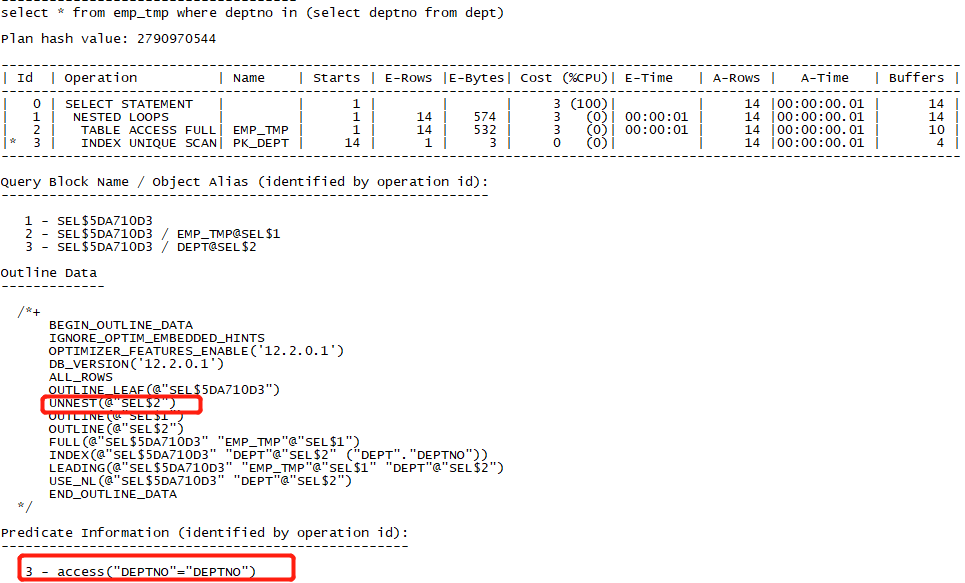 select * from emp_tmp where deptno in (select deptno from dept)
Plan hash value: 2790970544
| Id | Operation | Name | Starts | E-Rows |E-Bytes| Cost (%CPU)| E-Time | A-Rows | A-Time | Buffers |
| 0 | SELECT STATEMENT | | 1 | | | 3 (100)| | 14 |00:00:00.01 | 14 |
| 1 | NESTED LOOPS | | 1 | 14 | 574 | 3 (0)| 00:00:01 | 14 |00:00:00.01 | 14 |
| 2 | TABLE ACCESS FULL| EMP_TMP | 1 | 14 | 532 | 3 (0)| 00:00:01 | 14 |00:00:00.01 | 10 |
|* 3 | INDEX UNIQUE SCAN| PK_DEPT | 14 | 1 | 3 | 0 (0)| | 14 |00:00:00.01 | 4 |
Query Block Name / Object Alias (identified by operation id):
1 - SEL$5DA710D3
2 - SEL$5DA710D3 / EMP_TMP@SEL$1
3 - SEL$5DA710D3 / DEPT@SEL$2
Outline Data
/*+
BEGIN_OUTLINE_DATA
IGNORE_OPTIM_EMBEDDED_HINTS
OPTIMIZER_FEATURES_ENABLE('12.2.0.1')
DB_VERSION('12.2.0.1')
ALL_ROWS
OUTLINE_LEAF(@"SEL$5DA710D3")
UNNEST(@"SEL$2")
OUTLINE(@"SEL$1")
OUTLINE(@"SEL$2")
FULL(@"SEL$5DA710D3" "EMP_TMP"@"SEL$1")
INDEX(@"SEL$5DA710D3" "DEPT"@"SEL$2" ("DEPT"."DEPTNO"))
LEADING(@"SEL$5DA710D3" "EMP_TMP"@"SEL$1" "DEPT"@"SEL$2")
USE_NL(@"SEL$5DA710D3" "DEPT"@"SEL$2")
END_OUTLINE_DATA
*/
Predicate Information (identified by operation id):
3 - access("DEPTNO"="DEPTNO")